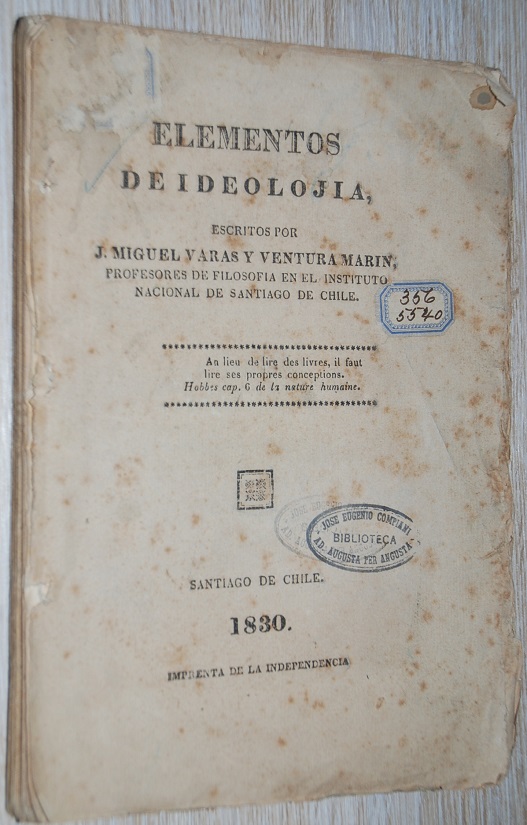 ELEMENTOS
DE IDEOLOJIA,
ESCRITOS POR
J. MIGUEL VARAS Y VENTURA MARIN,
PROFESORES DE FILOSOFIA EN EL INSTITUTO
NACIONAL DE SANTIAGO DE CHILE.
356
5540
Au lieu de lire des livres, il faut
lire ses propres conceptions.
Hobbes cap. 6 de la nature humaine.
JOSE EUGENIO COMPIANI
BIBLIOTECA
AD. AUGUSTA PER ANGUSTA
SANTIAGO DE CHILE.
1830.
IMPRENTA DE LA INDEPENDENCIA